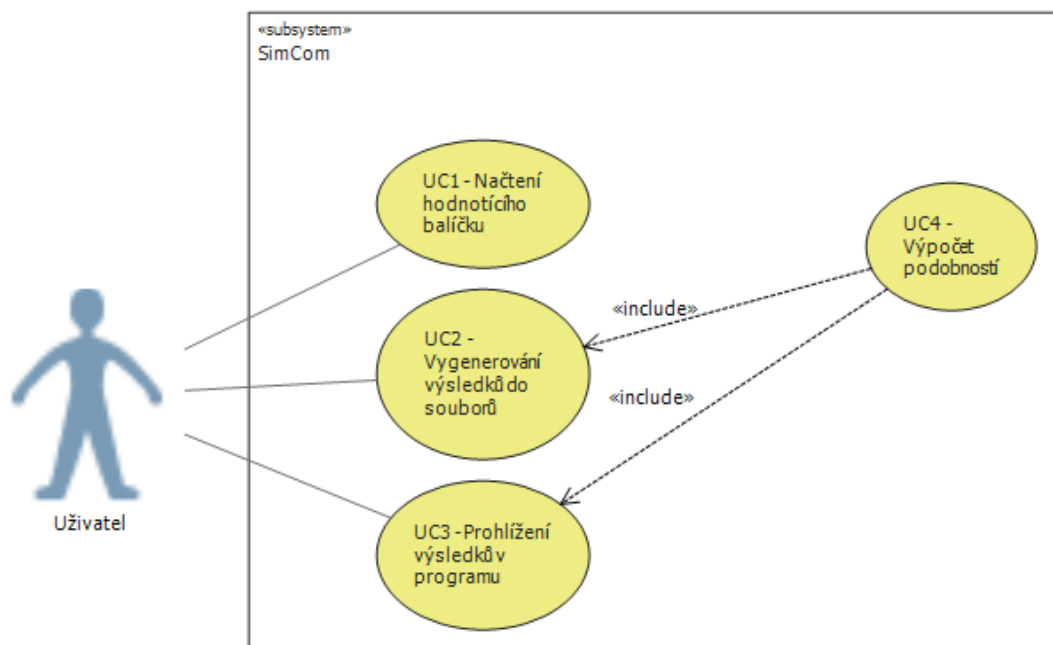 «subsystem»
SimCom
UC1 - Načtení
hodnotícího
balíčku
UC4 -
Výpočet
podobností
«include»
UC2 -
Vygenerování
výsledků do
souborů
«include»
Uživatel
UC3 - Prohlížení
výsledků v
programu